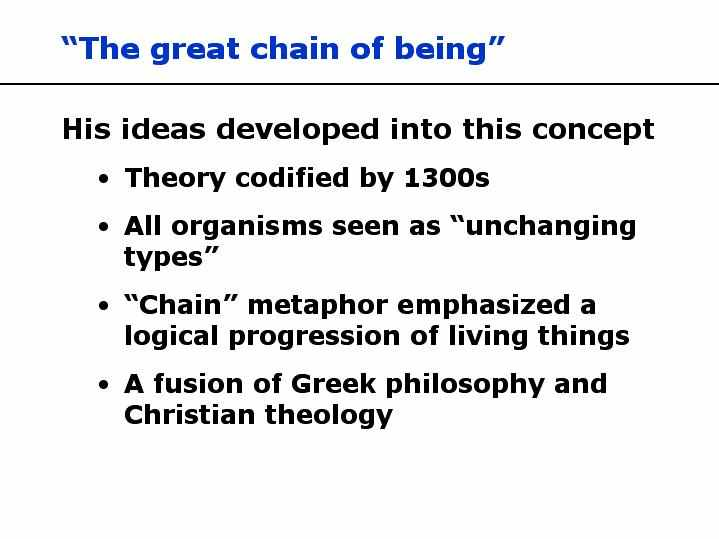 “The great chain of being”
His ideas developed into this concept
• Theory codified by 1300s
• All organisms seen as “unchanging
types”
• “Chain” metaphor emphasized a
logical progression of living things
• A fusion of Greek philosophy and
Christian theology